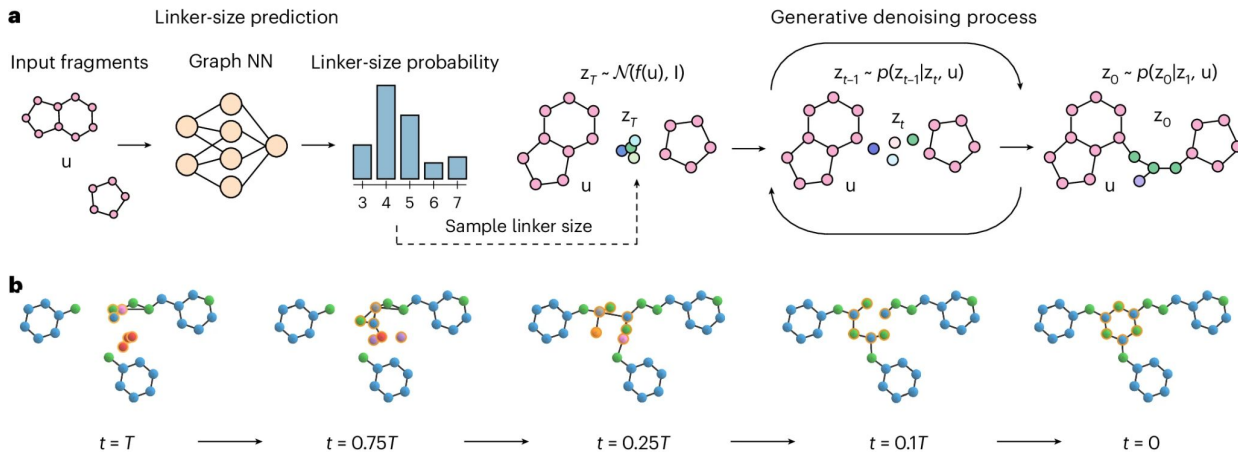 a
Linker-size prediction
Generative denoising process
Input fragments
Graph NN
Linker-size probability
u
3 4 5 6 7
Sample linker size
z_T ~ 𝒩(f(u), I)
z_T
u
z_{t–1} ~ p(z_{t–1}|z_t, u)
z_t
u
z_0 ~ p(z_0|z_1, u)
z_0
u
b
t = T
t = 0.75T
t = 0.25T
t = 0.1T
t = 0